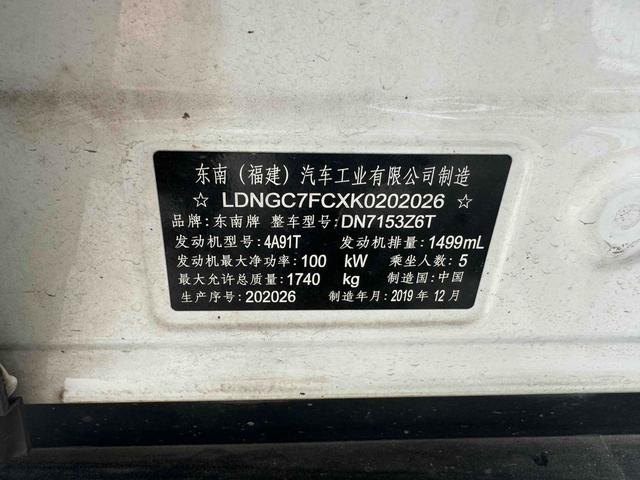 东南（福建）汽车工业有限公司制造
☆ LDNGC7FCXK0202026 ☆
品牌：东南牌 整车型号：DN7153Z6T
发动机型号：4A91T 发动机排量：1499mL
发动机最大净功率：100 kW 乘坐人数：5
最大允许总质量：1740 kg 制造国：中国
生产序号：202026 制造年月：2019 年 12 月